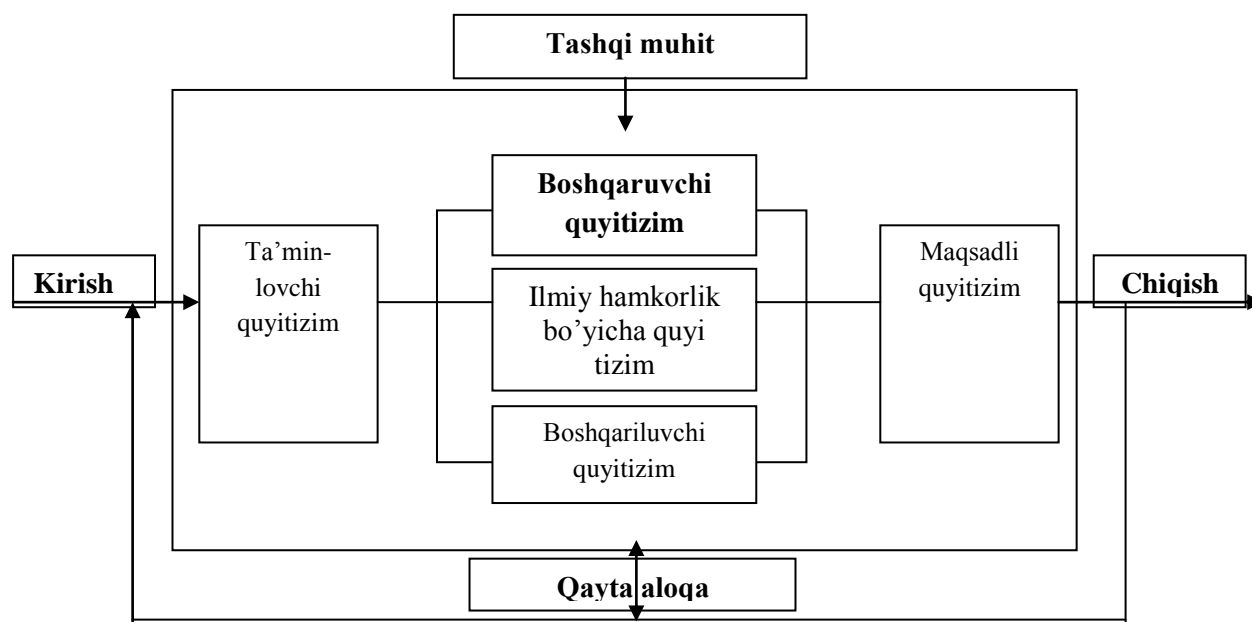 Tashqi muhit
Boshqaruvchi
quyitizim
Ta’min-
lovchi
quyitizim
Maqsadli
quyitizim
Kirish
Chiqish
Ilmiy hamkorlik
bo’yicha quyi
tizim
Boshqariluvchi
quyitizim
Qayta aloqa